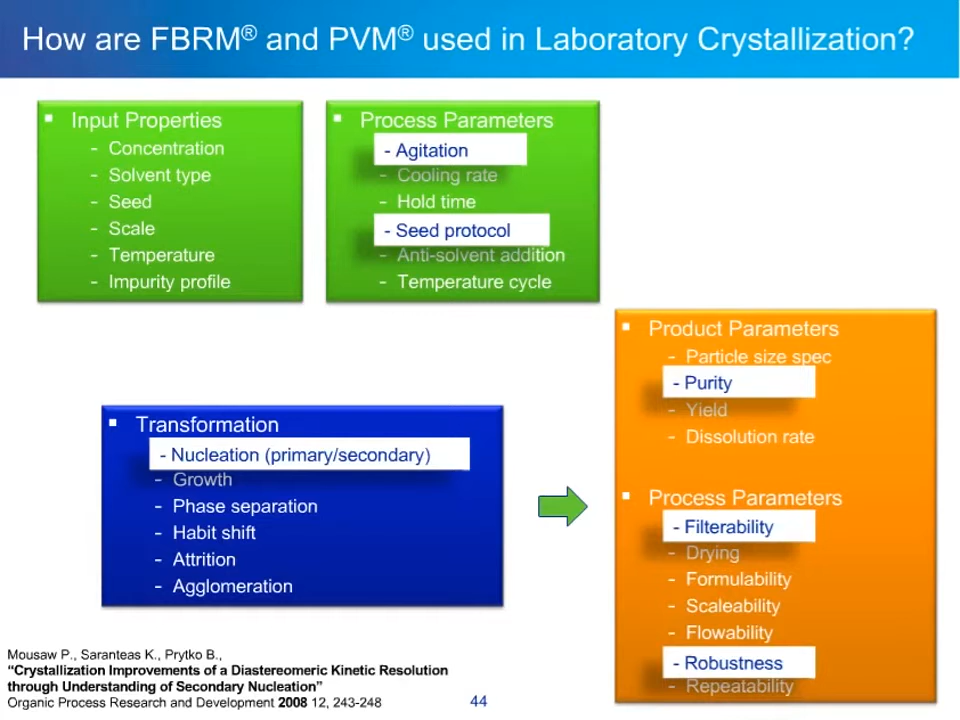 How are FBRM® and PVM® used in Laboratory Crystallization?
▪ Input Properties
- Concentration
- Solvent type
- Seed
- Scale
- Temperature
- Impurity profile
▪ Process Parameters
- Agitation
- Cooling rate
- Hold time
- Seed protocol
- Anti-solvent addition
- Temperature cycle
▪ Transformation
- Nucleation (primary/secondary)
- Growth
- Phase separation
- Habit shift
- Attrition
- Agglomeration
▪ Product Parameters
- Particle size spec
- Purity
- Yield
- Dissolution rate
▪ Process Parameters
- Filterability
- Drying
- Formulability
- Scaleability
- Flowability
- Robustness
- Repeatability
Mousaw P., Saranteas K., Prytko B.,
“Crystallization Improvements of a Diastereomeric Kinetic Resolution
through Understanding of Secondary Nucleation”
Organic Process Research and Development 2008 12, 243-248
44